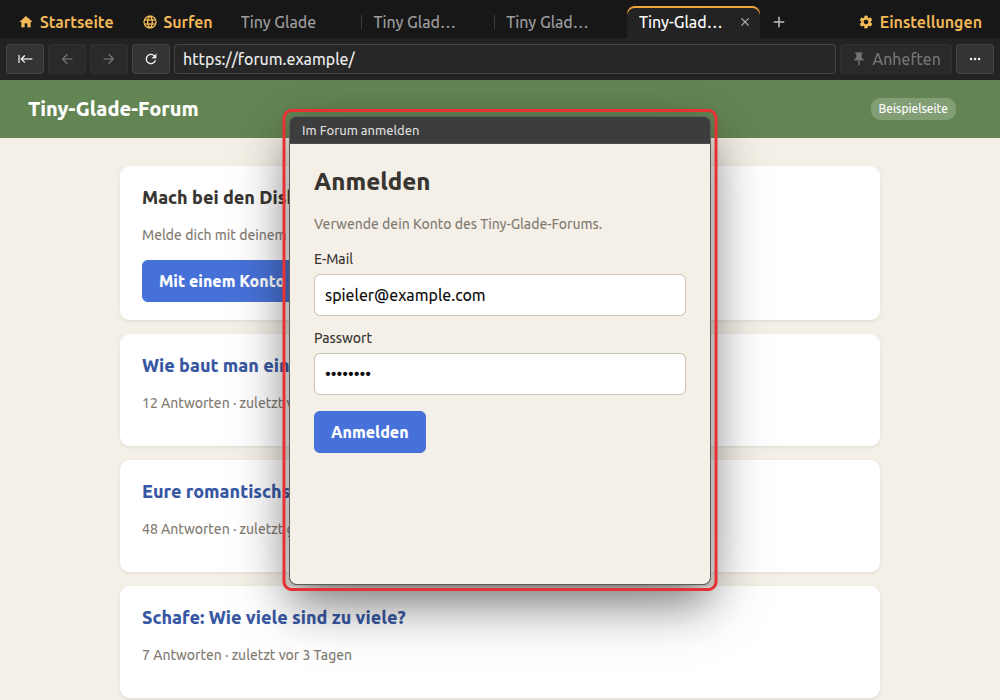 Startseite
Surfen
Tiny Glade
Tiny Glad…
Tiny Glad…
Tiny-Glad…
Einstellungen
https://forum.example/
Anheften
Tiny-Glade-Forum
Beispielseite
Im Forum anmelden
Anmelden
Verwende dein Konto des Tiny-Glade-Forums.
E-Mail
spieler@example.com
Passwort
Anmelden
Mach bei den Dis
Melde dich mit deinem
Mit einem Konto
Wie baut man ein
12 Antworten · zuletzt
Eure romantischs
48 Antworten · zuletzt
Schafe: Wie viele sind zu viele?
7 Antworten · zuletzt vor 3 Tagen